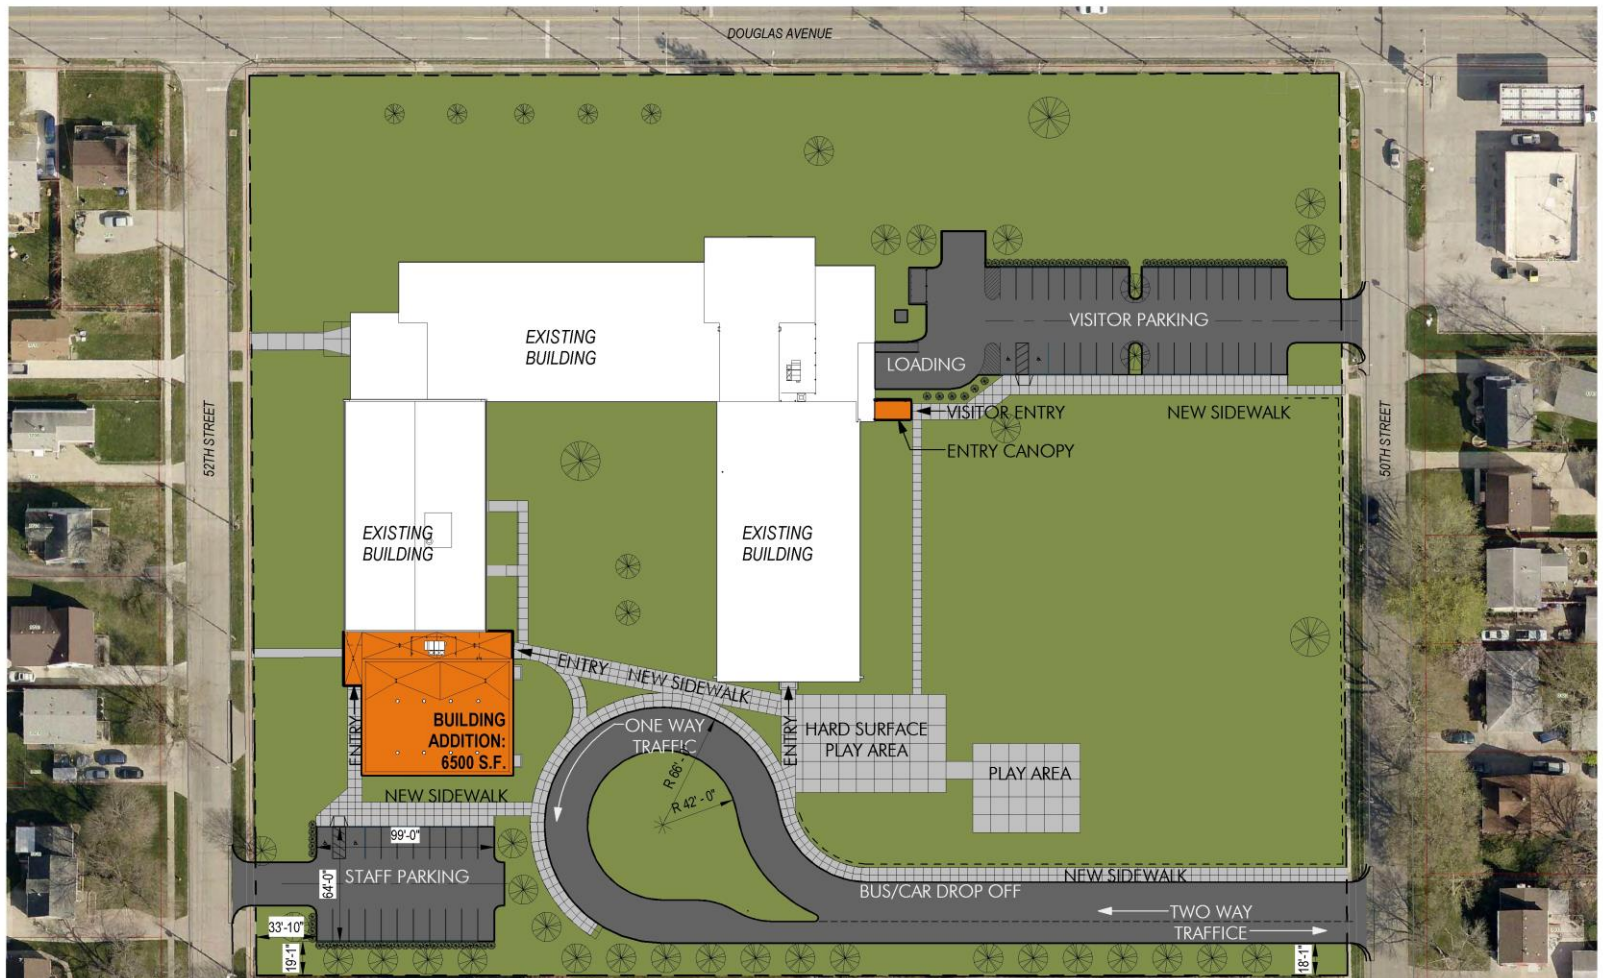 DOUGLAS AVENUE
52TH STREET
50TH STREET
EXISTING
BUILDING
VISITOR PARKING
LOADING
VISITOR ENTRY
NEW SIDEWALK
ENTRY CANOPY
EXISTING
BUILDING
EXISTING
BUILDING
ENTRY
NEW SIDEWALK
BUILDING
ADDITION:
6500 S.F.
ENTRY
ONE WAY
TRAFFIC
ENTRY
HARD SURFACE
PLAY AREA
PLAY AREA
R 66'-
R 42'-0"
NEW SIDEWALK
99'-0"
STAFF PARKING
64'-0"
BUS/CAR DROP OFF
NEW SIDEWALK
TWO WAY
TRAFFICE
33'-10"
19'-1"
18'-1"